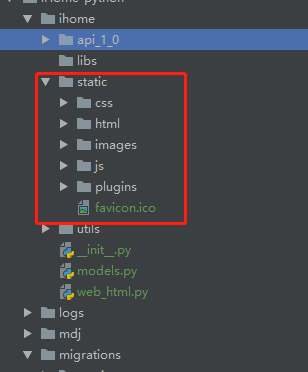 ihome
api_1_0
libs
static
css
html
images
js
plugins
favicon.ico
utils
__init__.py
models.py
web_html.py
logs
mdj
migrations